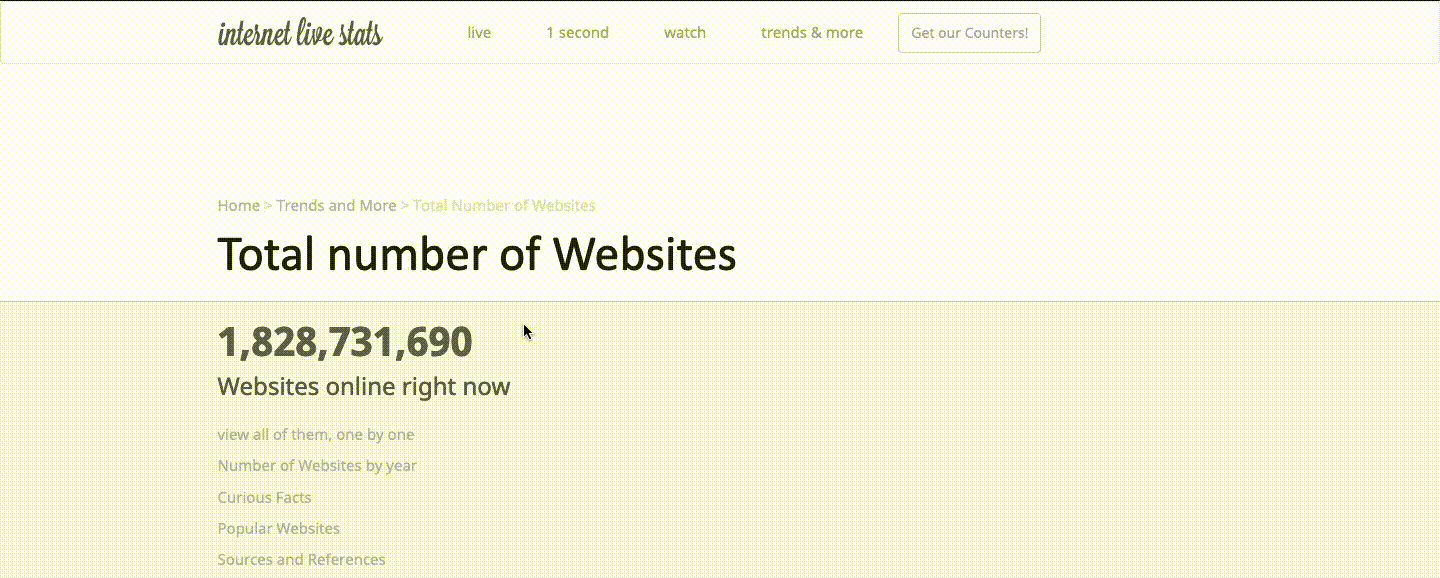 internet live stats live 1 second watch trends & more Get our Counters!
Home > Trends and More > Total Number of Websites
Total number of Websites
1,828,731,690
Websites online right now
view all of them, one by one
Number of Websites by year
Curious Facts
Popular Websites
Sources and References